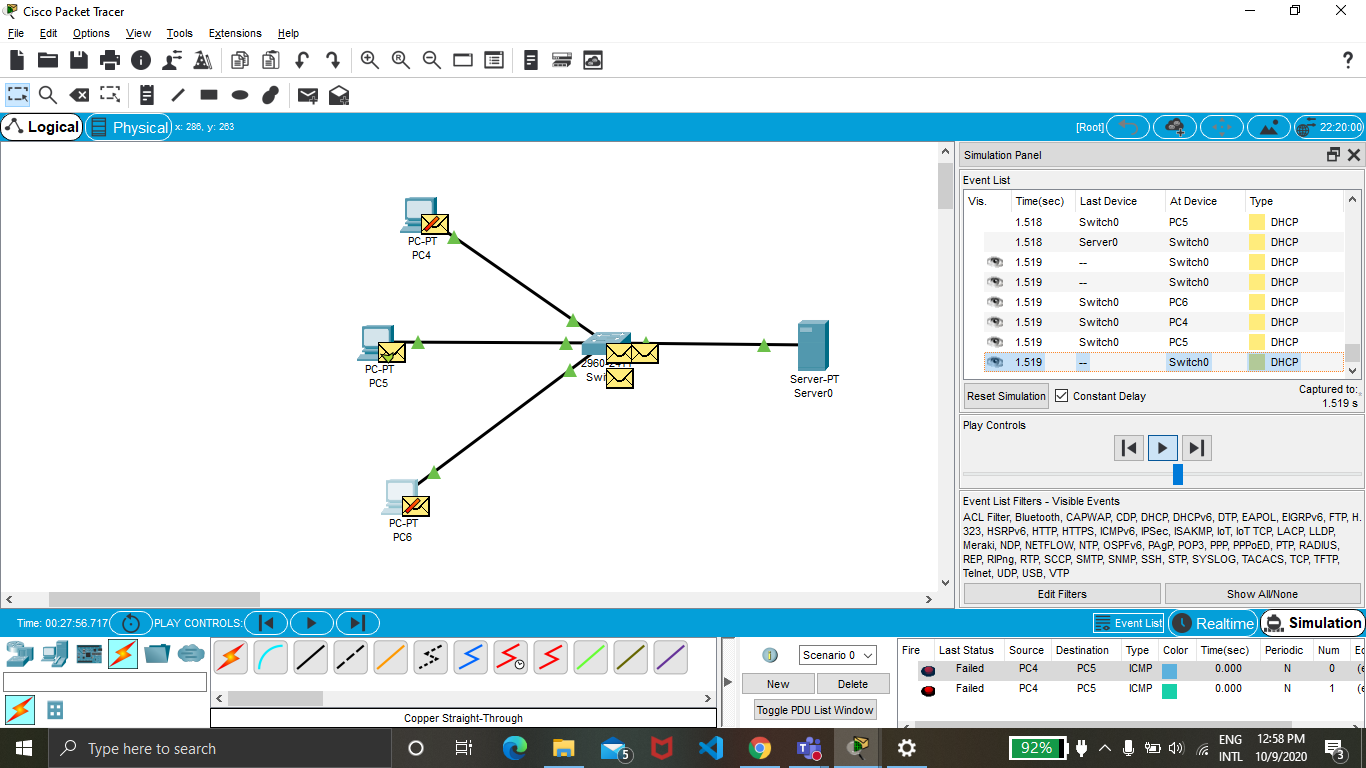 Cisco Packet Tracer
File Edit Options View Tools Extensions Help
Logical Physical x: 286, y: 263 [Root] 22:20:00
PC-PT
PC4
PC-PT
PC5
PC-PT
PC6
2960-24TT
Swi
Server-PT
Server0
Simulation Panel
Event List
Vis. Time(sec) Last Device At Device Type
1.518 Switch0 PC5 DHCP
1.518 Server0 Switch0 DHCP
1.519 -- Switch0 DHCP
1.519 -- Switch0 DHCP
1.519 Switch0 PC6 DHCP
1.519 Switch0 PC4 DHCP
1.519 Switch0 PC5 DHCP
1.519 -- Switch0 DHCP
Reset Simulation Constant Delay Captured to:
1.519 s
Play Controls
Event List Filters - Visible Events
ACL Filter, Bluetooth, CAPWAP, CDP, DHCP, DHCPv6, DTP, EAPOL, EIGRPv6, FTP, H.
323, HSRPv6, HTTP, HTTPS, ICMPv6, IPSec, ISAKMP, IoT, IoT TCP, LACP, LLDP,
Meraki, NDP, NETFLOW, NTP, OSPFv6, PAgP, POP3, PPP, PPPoED, PTP, RADIUS,
REP, RIPng, RTP, SCCP, SMTP, SNMP, SSH, STP, SYSLOG, TACACS, TCP, TFTP,
Telnet, UDP, USB, VTP
Edit Filters Show All/None
Time: 00:27:56.717 PLAY CONTROLS: Event List Realtime Simulation
Copper Straight-Through
Scenario 0
New Delete
Toggle PDU List Window
Fire Last Status Source Destination Type Color Time(sec) Periodic Num Ed
Failed PC4 PC5 ICMP 0.000 N 0 (e
Failed PC4 PC5 ICMP 0.000 N 1 (e
Type here to search
5
92%
ENG
INTL
12:58 PM
10/9/2020
3